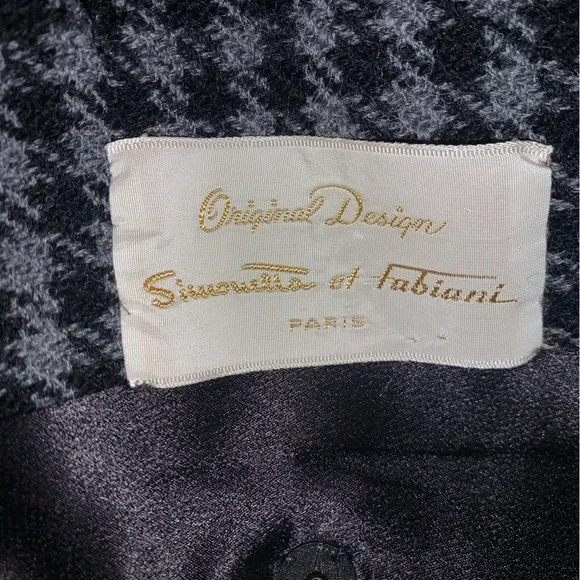 Original Design
Simonetta et Fabiani
PARIS